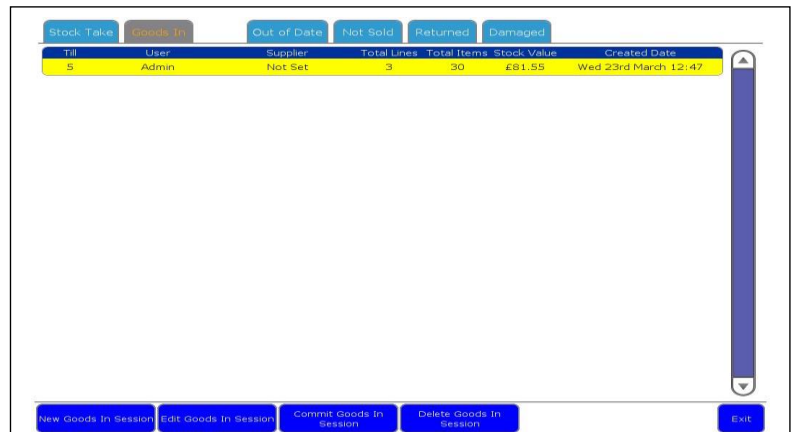 Stock Take Goods In Out of Date Not Sold Returned Damaged
Till User Supplier Total Lines Total Items Stock Value Created Date
5 Admin Not Set 3 30 £81.55 Wed 23rd March 12:47
New Goods In Session Edit Goods In Session Commit Goods In Session Delete Goods In Session Exit